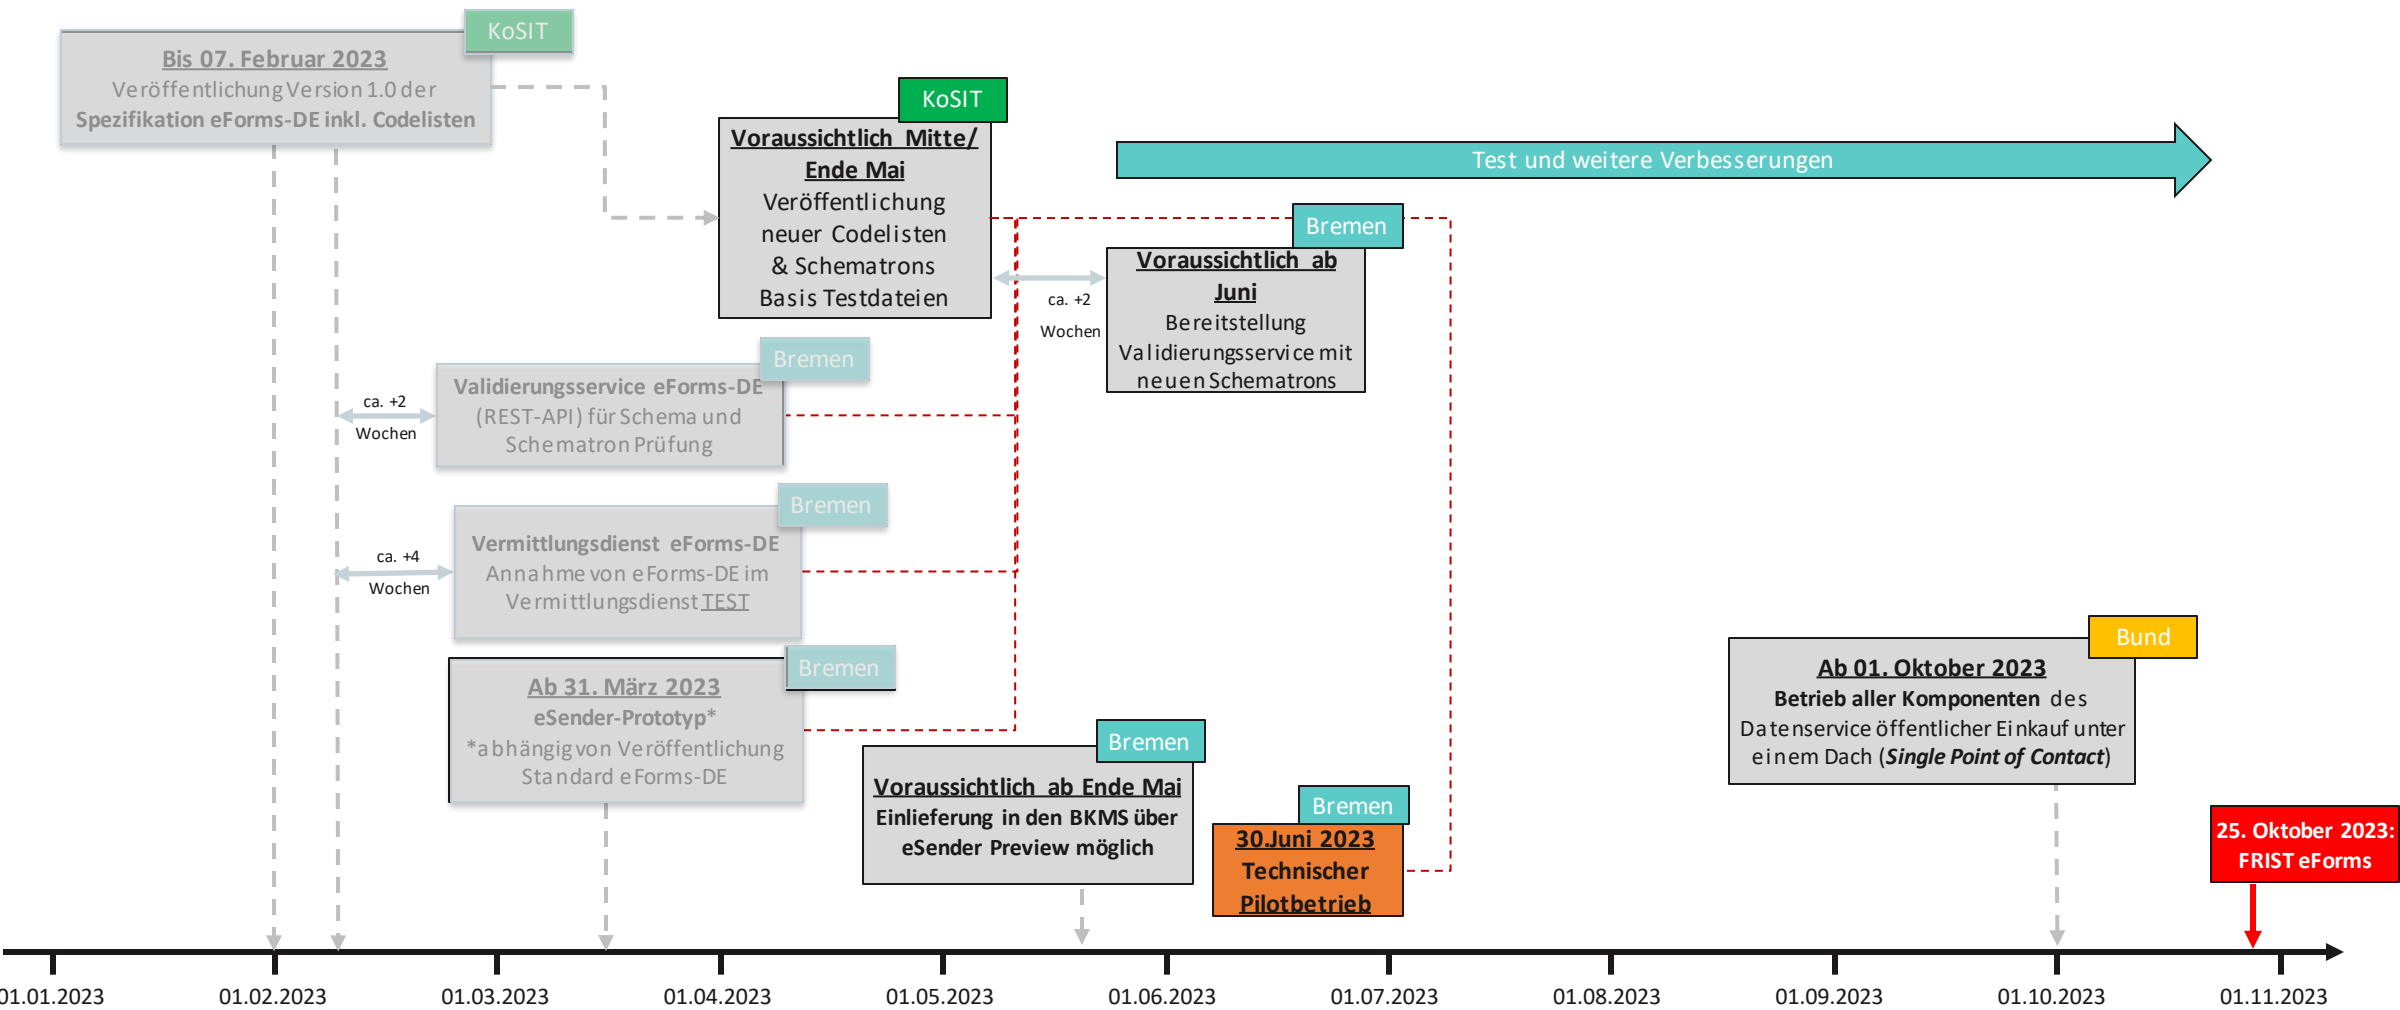 KoSIT
Bis 07. Februar 2023
Veröffentlichung Version 1.0 der
Spezifikation eForms-DE inkl. Codelisten
KoSIT
Voraussichtlich Mitte/
Ende Mai
Veröffentlichung
neuer Codelisten
& Schematrons
Basis Testdateien
Test und weitere Verbesserungen
Bremen
Voraussichtlich ab
Juni
Bereitstellung
Validierungsservice mit
neuen Schematrons
ca. +2
Wochen
Bremen
Validierungsservice eForms-DE
(REST-API) für Schema und
Schematron Prüfung
ca. +2
Wochen
Bremen
Vermittlungsdienst eForms-DE
Annahme von eForms-DE im
Vermittlungsdienst TEST
ca. +4
Wochen
Bremen
Ab 31. März 2023
eSender-Prototyp*
*abhängig von Veröffentlichung
Standard eForms-DE
Bremen
Voraussichtlich ab Ende Mai
Einlieferung in den BKMS über
eSender Preview möglich
Bremen
30.Juni 2023
Technischer
Pilotbetrieb
Bund
Ab 01. Oktober 2023
Betrieb aller Komponenten des
Datenservice öffentlicher Einkauf unter
einem Dach (Single Point of Contact)
25. Oktober 2023:
FRIST eForms
01.01.2023 01.02.2023 01.03.2023 01.04.2023 01.05.2023 01.06.2023 01.07.2023 01.08.2023 01.09.2023 01.10.2023 01.11.2023